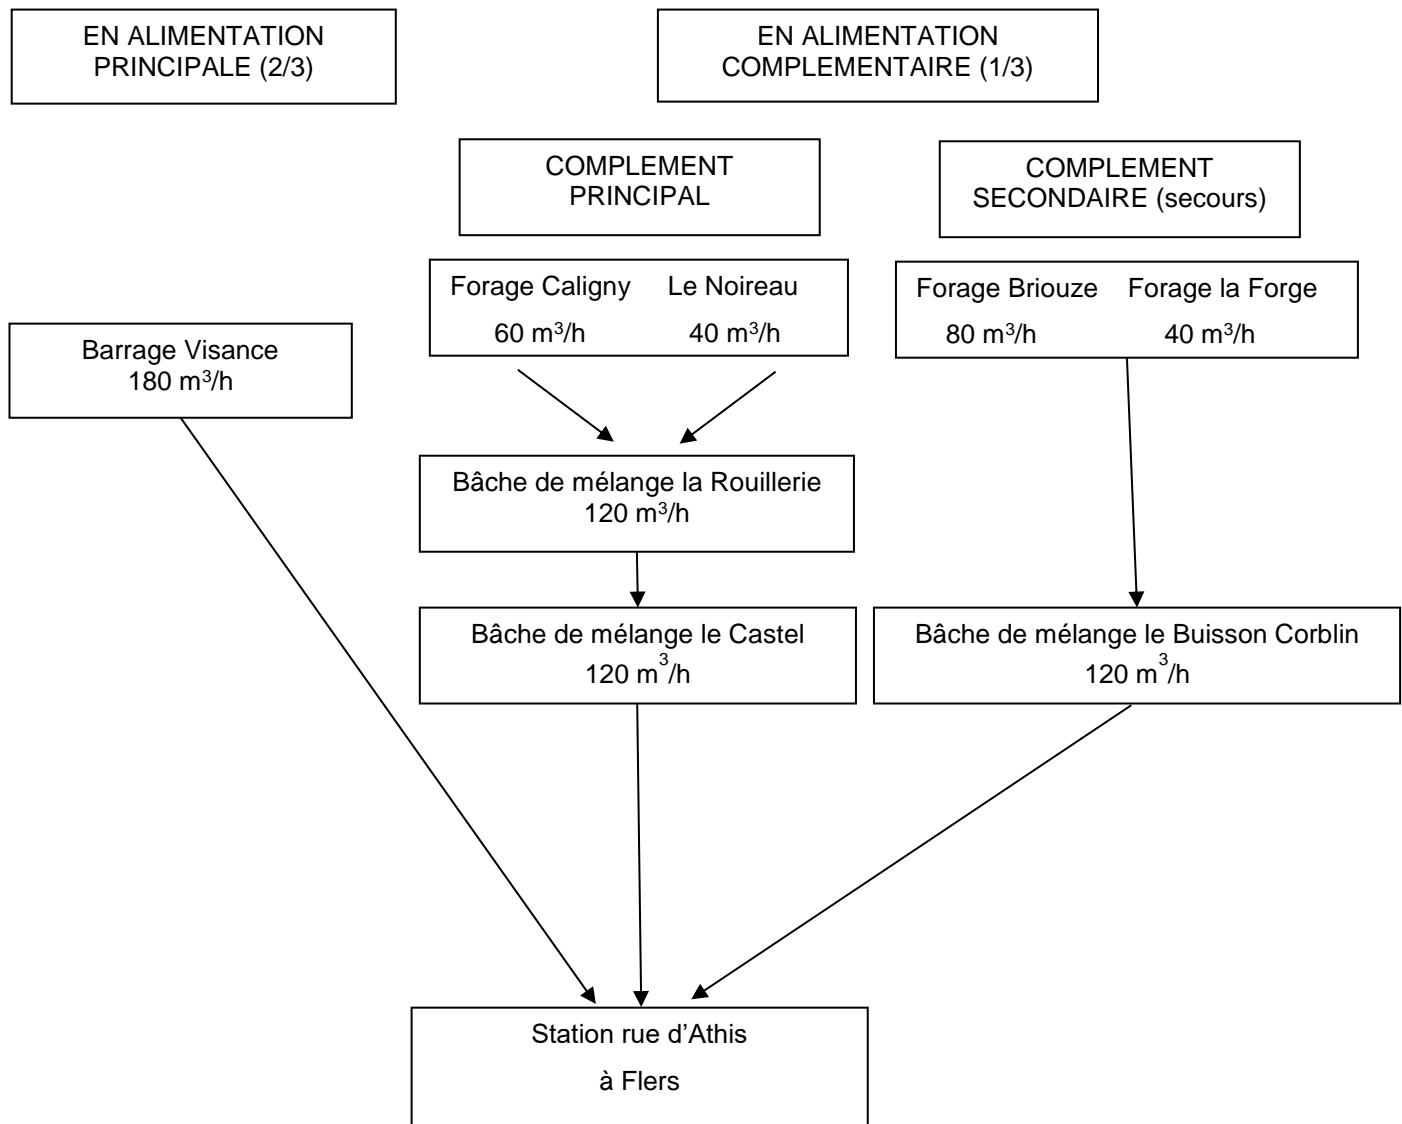 EN ALIMENTATION
PRINCIPALE (2/3)
EN ALIMENTATION
COMPLEMENTAIRE (1/3)
COMPLEMENT
PRINCIPAL
COMPLEMENT
SECONDAIRE (secours)
Forage Caligny Le Noireau
60 m³/h 40 m³/h
Forage Briouze Forage la Forge
80 m³/h 40 m³/h
Barrage Visance
180 m³/h
Bâche de mélange la Rouillerie
120 m³/h
Bâche de mélange le Castel
120 m³/h
Bâche de mélange le Buisson Corblin
120 m³/h
Station rue d’Athis
à Flers